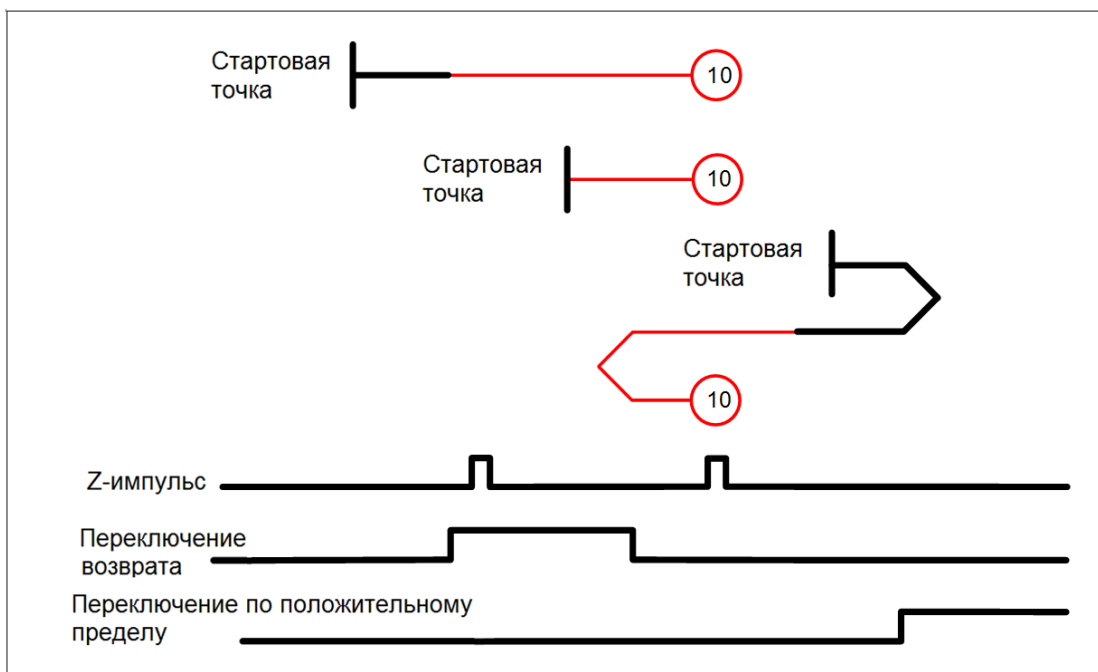 Стартовая
точка
10
Стартовая
точка
10
Стартовая
точка
10
Z-импульс
Переключение
возврата
Переключение по положительному
пределу